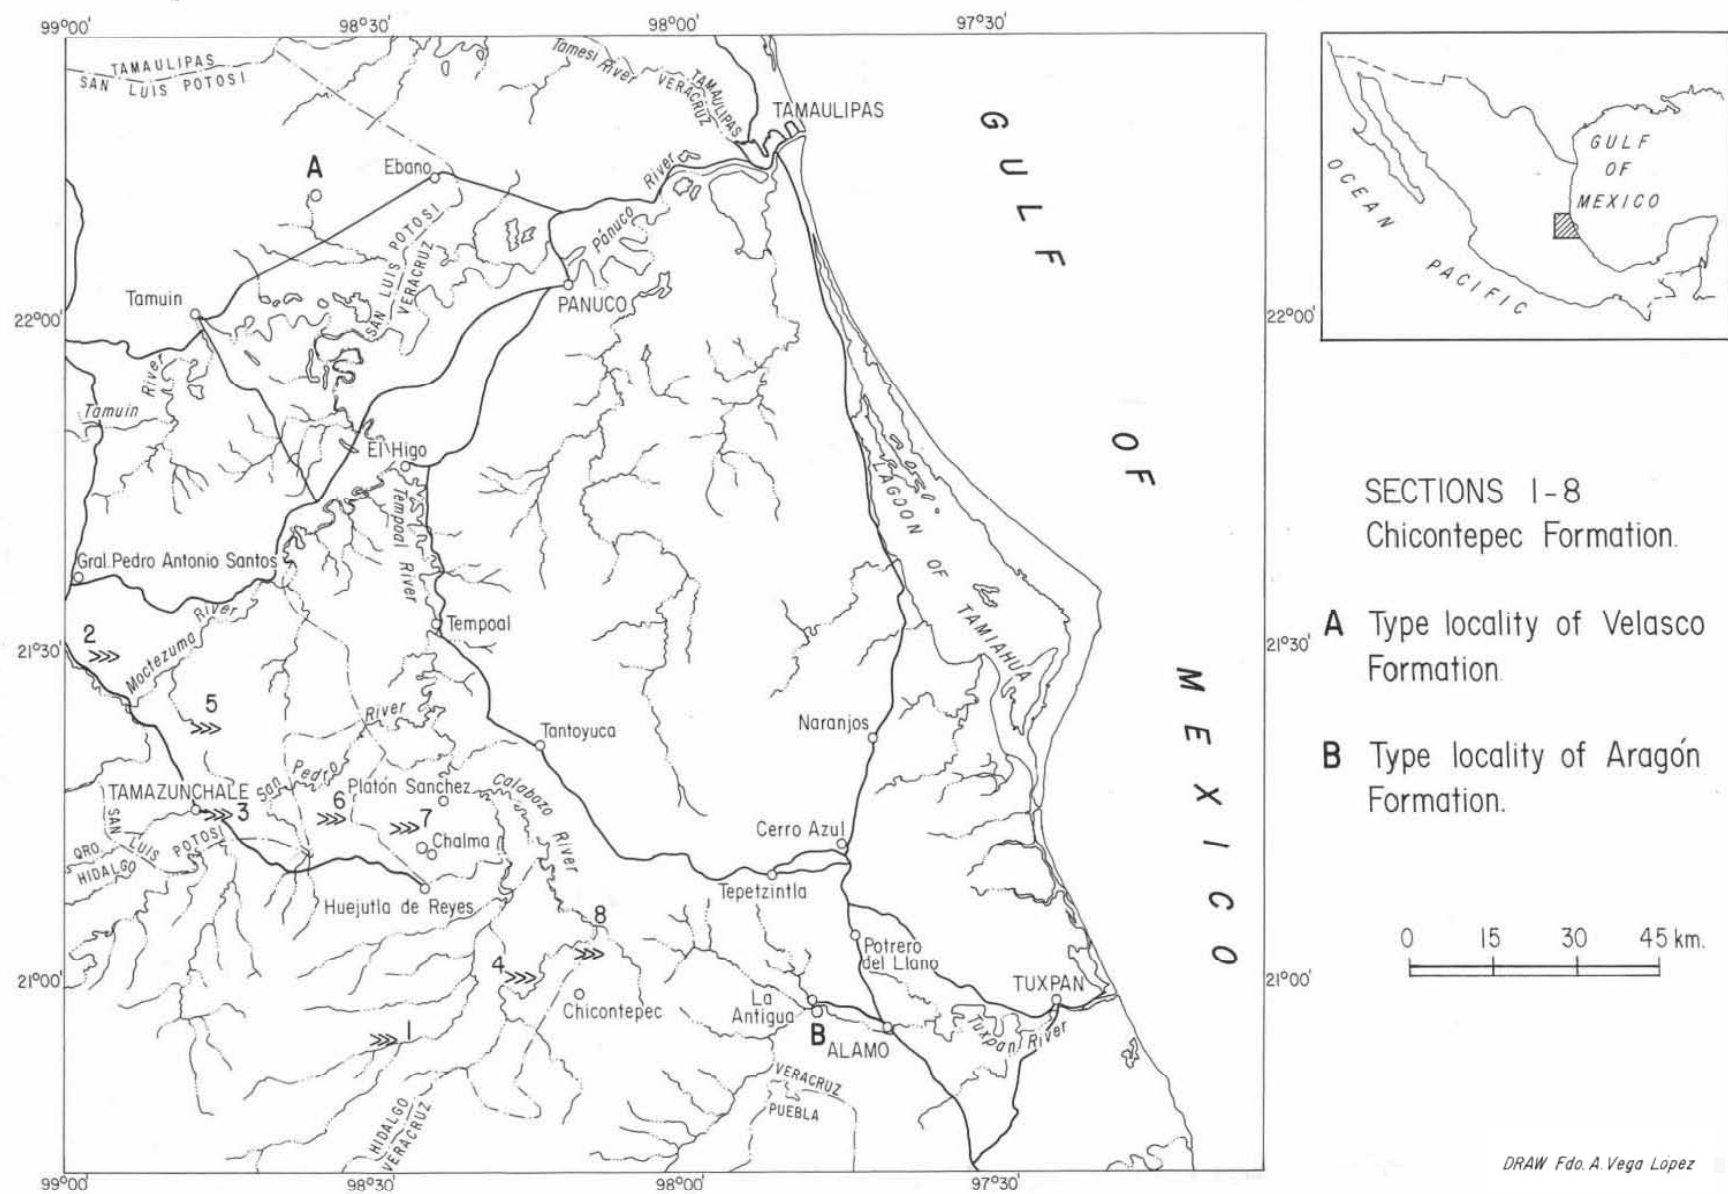 99°00'
98°30'
98°00'
97°30'
TAMAULIPAS
SAN LUIS POTOSI
Tamesi River
TAMAULIPAS
VERACRUZ
TAMAULIPAS
A
Ebano
River
Pánuco
SAN LUIS POTOSI
VERACRUZ
Tamuin
PANUCO
22°00'
22°00'
River
Tamuin
El Higo
Tempoal River
LAGOON OF TAMIAHUA
GULF OF MEXICO
Gral. Pedro Antonio Santos
Moctezuma River
Tempoal
2
21°30'
21°30'
5
River
San Pedro
Tantoyuca
Naranjos
TAMAZUNCHALE
3
6
Platón Sanchez
7
Calabozo River
Chalma
Cerro Azul
QRO.
HIDALGO
SAN LUIS POTOSI
Huejutla de Reyes
Tepetzintla
8
4
Potrero
del Llano
21°00'
21°00'
Chicontepec
La
Antigua
TUXPAN
1
B
ALAMO
Tuxpan River
VERACRUZ
PUEBLA
HIDALGO
VERACRUZ
99°00'
98°30'
98°00'
97°30'
GULF
OF
MEXICO
OCEAN
PACIFIC
SECTIONS 1-8
Chicontepec Formation.
A Type locality of Velasco
Formation.
B Type locality of Aragón
Formation.
0 15 30 45 km.
DRAW Fdo. A. Vega López